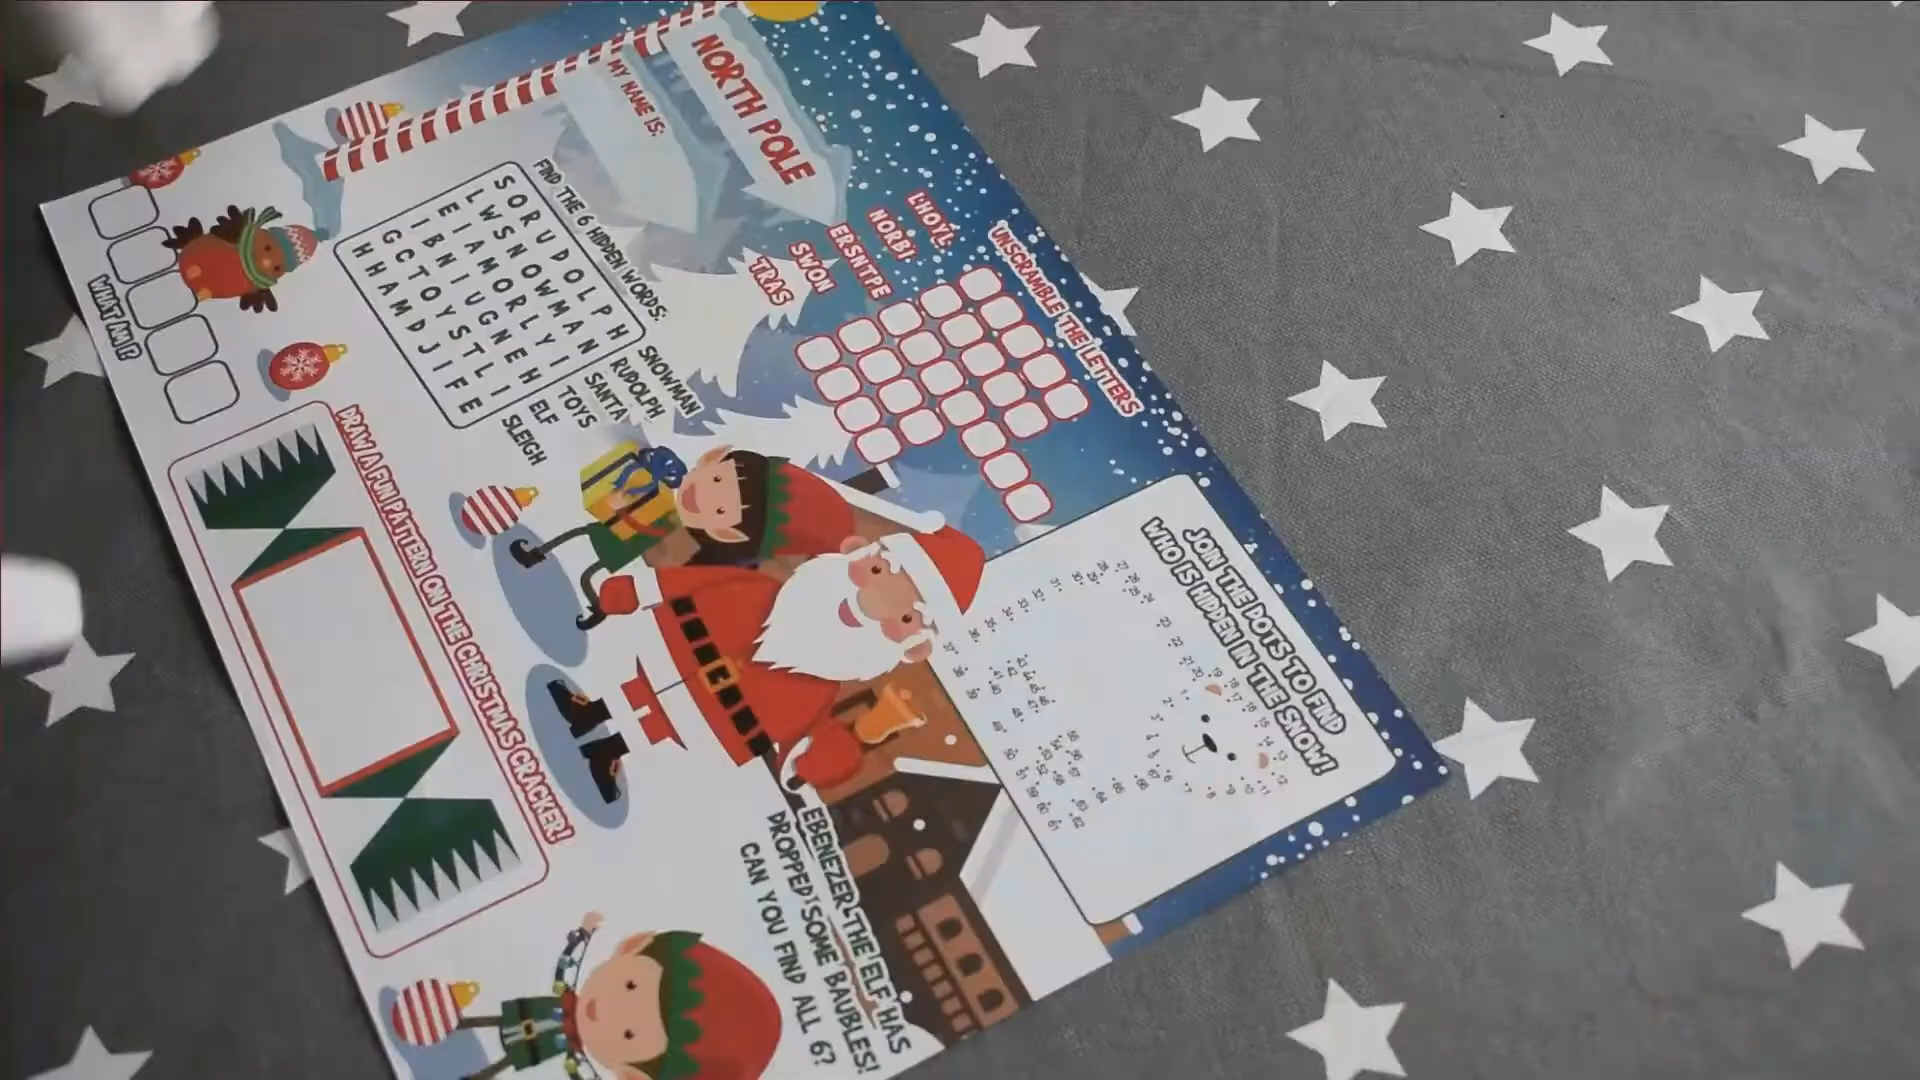 NORTH POLE
MY NAME IS:
FIND THE 6 HIDDEN WORDS:
S O R U D O L P H
L W S N O W M A N
E I A M O R L Y I
I B N I U G N E H
G C T O Y S T L I
H H A M D J I F E
SNOWMAN
RUDOLPH
SANTA
TOYS
ELF
SLEIGH
WHAT AM I?
UNSCRAMBLE THE LETTERS
LHOYL
NORBI
ERSNTPE
SWON
TRAS
DRAW A FUN PATTERN ON THE CHRISTMAS CRACKER!
JOIN THE DOTS TO FIND
WHO IS HIDDEN IN THE SNOW!
EBENEZER THE ELF HAS
DROPPED SOME BAUBLES!
CAN YOU FIND ALL 6?